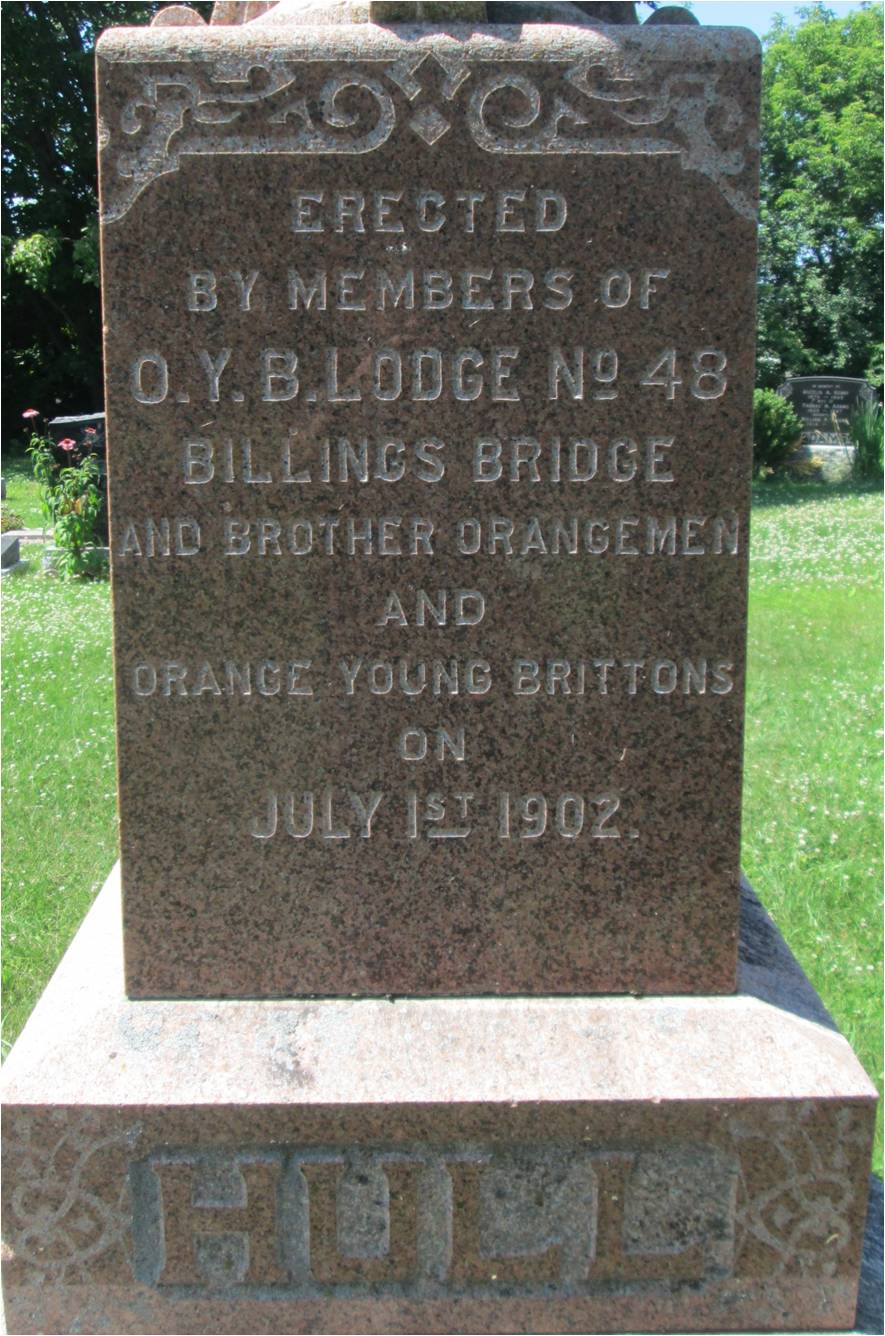 ERECTED
BY MEMBERS OF
O.Y.B. LODGE Nº 48
BILLINGS BRIDGE
AND BROTHER ORANGEMEN
AND
ORANGE YOUNG BRITTONS
ON
JULY 1ST 1902.
HULL